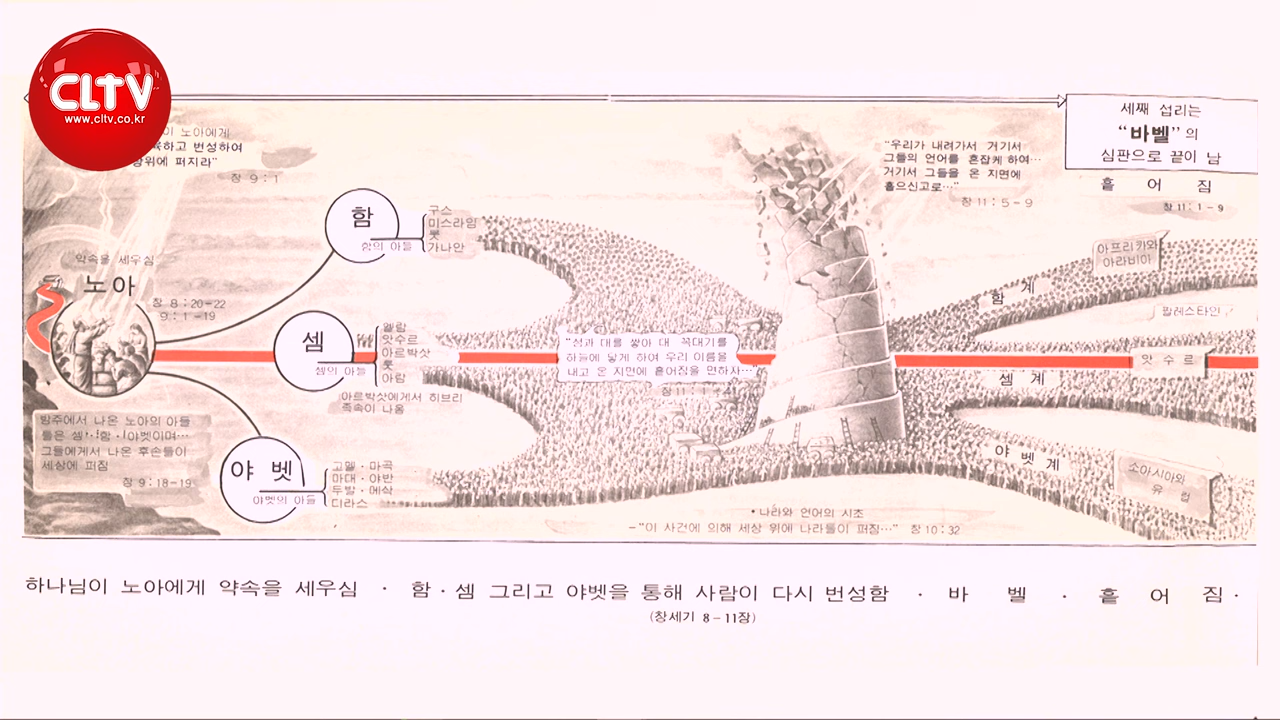 CLTV
www.cltv.co.kr
이 노아에게
육하고 번성하여
땅위에 퍼지라”
창 9 : 1
약속을 세우심
노아
창 8 : 20-22
9 : 1-19
방주에서 나온 노아의 아들
들은 셈·함·야벳이며…
그들에게서 나온 후손들이
세상에 퍼짐
창 9 : 18-19
함
함의 아들
구스
미스라임
붓
가나안
셈
셈의 아들
엘람
앗수르
아르박삿
룻
아람
아르박삿에게서 히브리
족속이 나옴
야 벳
야벳의 아들
고멜 · 마곡
마대 · 야반
두발 · 메삭
디라스
“성과 대를 쌓아 대 꼭대기를
하늘에 닿게 하여 우리 이름을
내고 온 지면에 흩어짐을 면하자…”
창 11 :
“우리가 내려가서 거기서
그들의 언어를 혼잡케 하여…
거기서 그들을 온 지면에
흩으신고로…”
창 11 : 5-9
세째 섭리는
“바벨” 의
심판으로 끝이 남
흩 어 짐
창 11 : 1-9
함 계
아프리카와
아라비아
팔레스타인
앗 수 르
셈 계
야 벳 계
소아시아와
유 럽
• 나라와 언어의 시조
-“이 사건에 의해 세상 위에 나라들이 퍼짐…” 창 10 : 32
하나님이 노아에게 약속을 세우심 · 함 · 셈 그리고 야벳을 통해 사람이 다시 번성함 · 바 벨 · 흩 어 짐 ·
(창세기 8-11장)